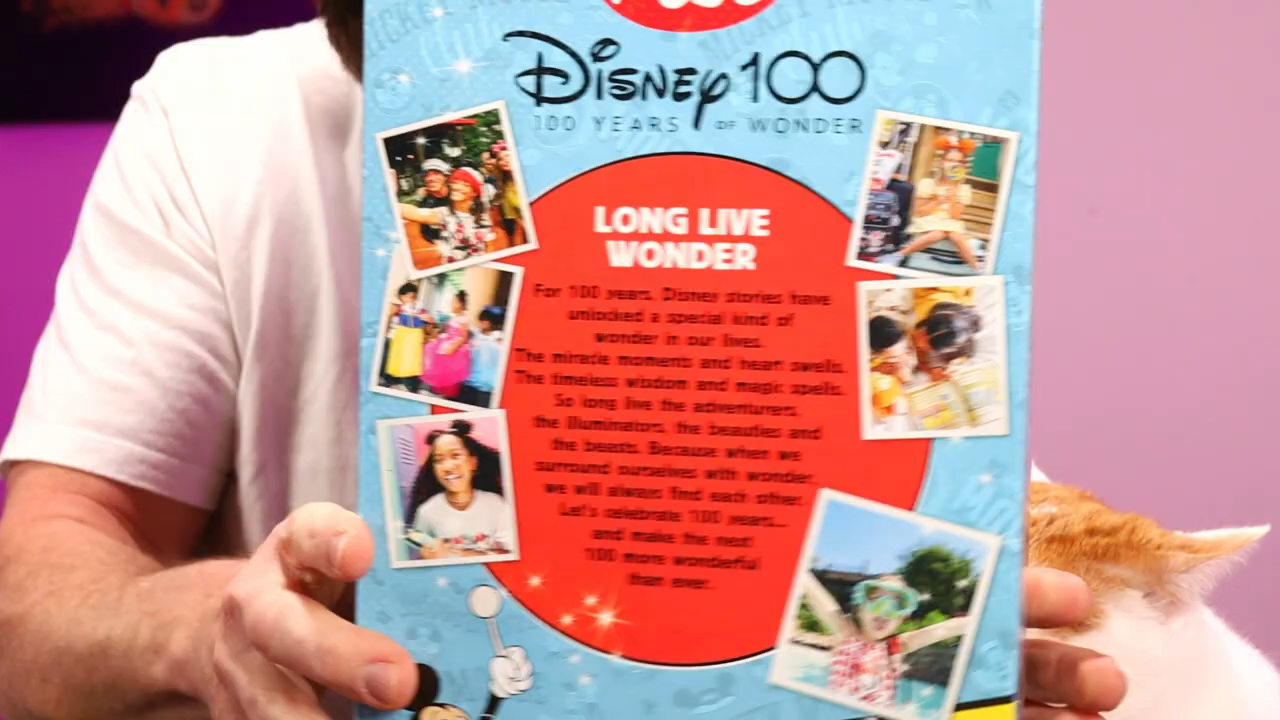 Disney 100
100 YEARS OF WONDER
LONG LIVE
WONDER
For 100 years, Disney stories have
unlocked a special kind of
wonder in our lives.
The miracle moments and heart swells.
The timeless wisdom and magic spells.
So long live the adventurers,
the illuminators, the beauties and
the beasts. Because when we
surround ourselves with wonder,
we will always find each other.
Let's celebrate 100 years...
and make the next
100 more wonderful
than ever.